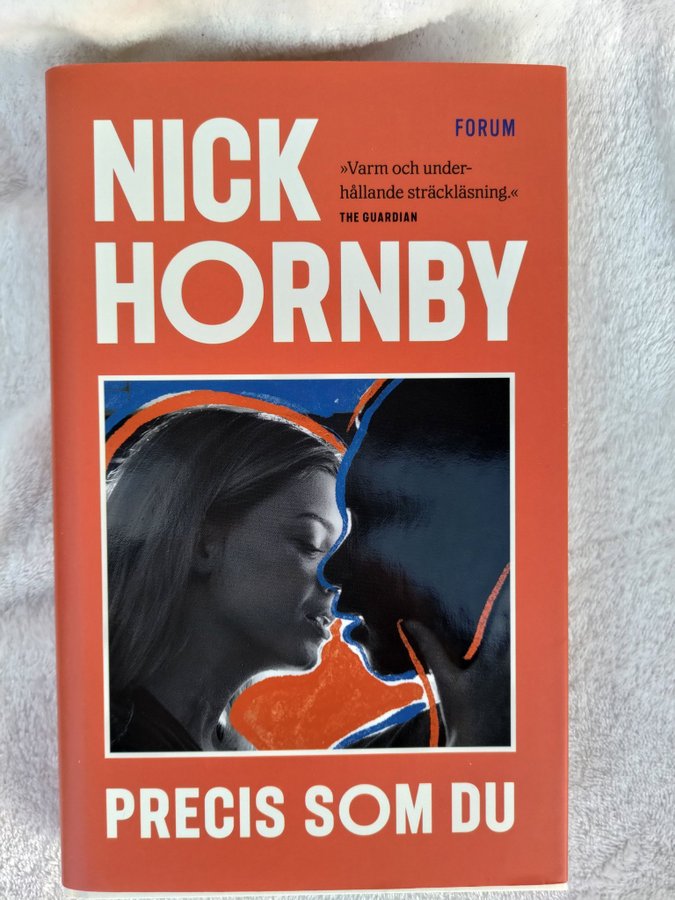 NICK
HORNBY
FORUM
»Varm och under-
hållande sträckläsning.«
THE GUARDIAN
PRECIS SOM DU